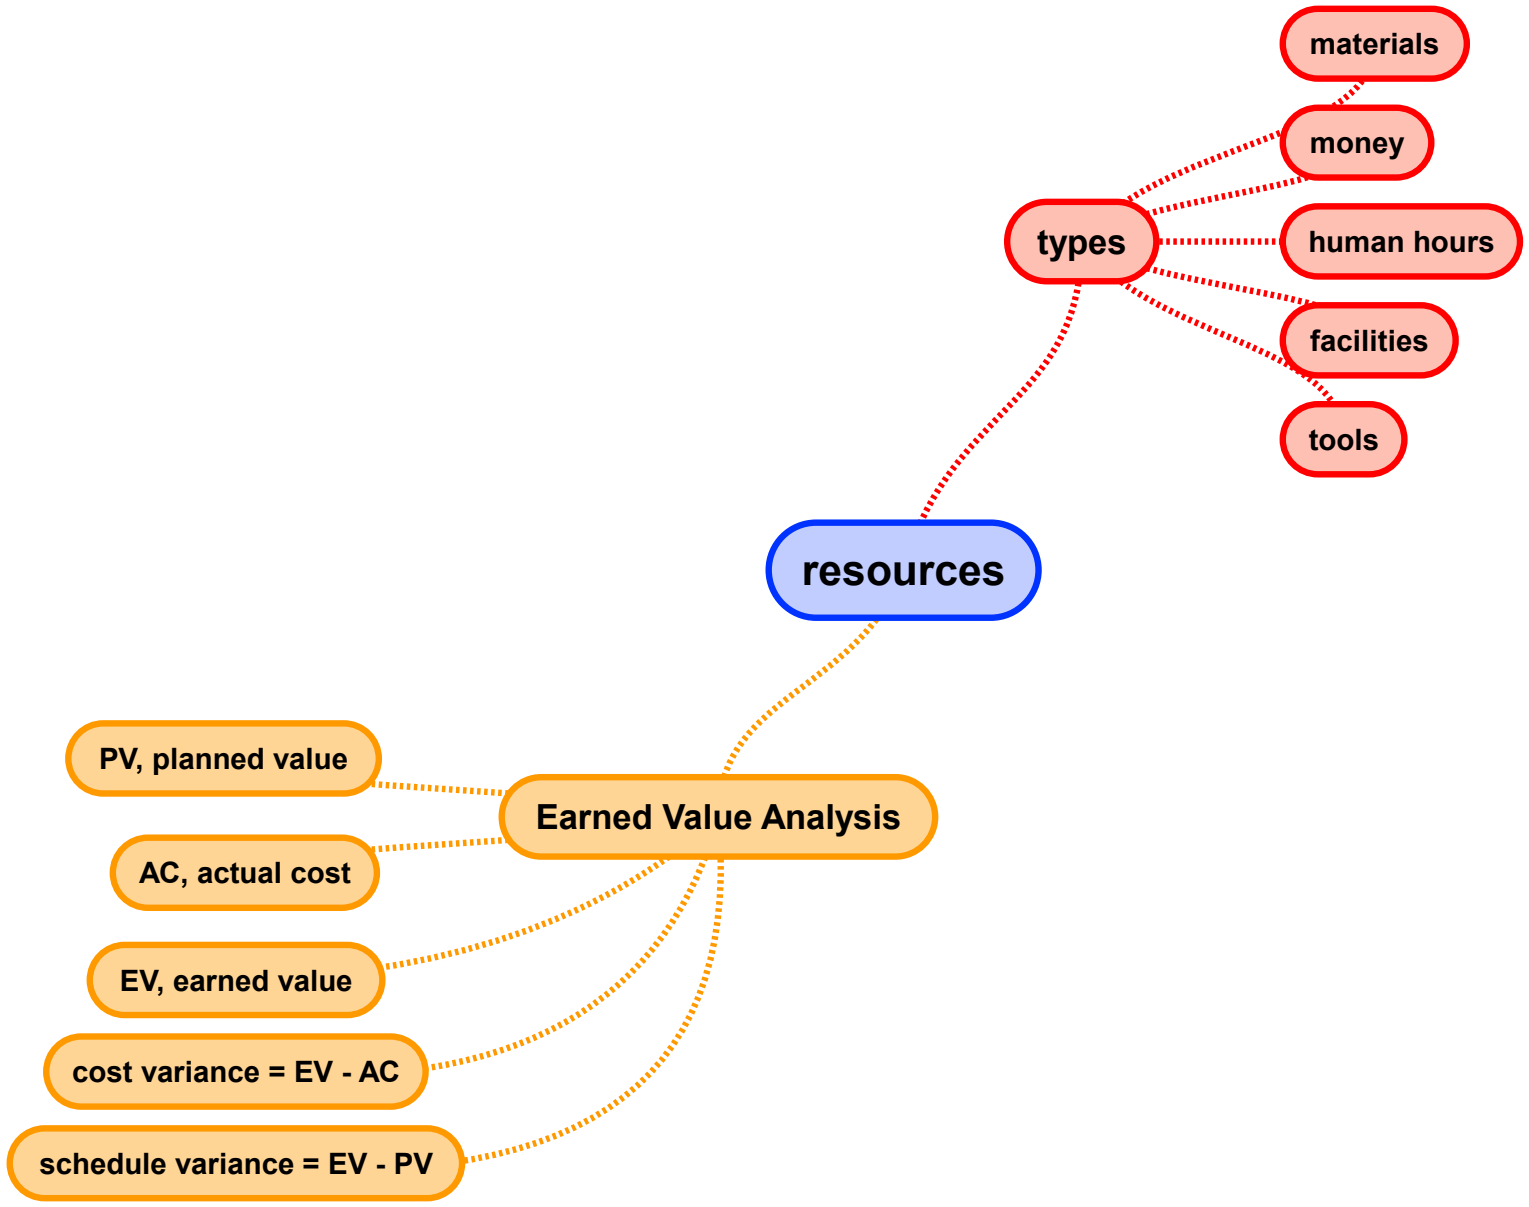 materials
money
types
human hours
facilities
tools
resources
PV, planned value
Earned Value Analysis
AC, actual cost
EV, earned value
cost variance = EV - AC
schedule variance = EV - PV